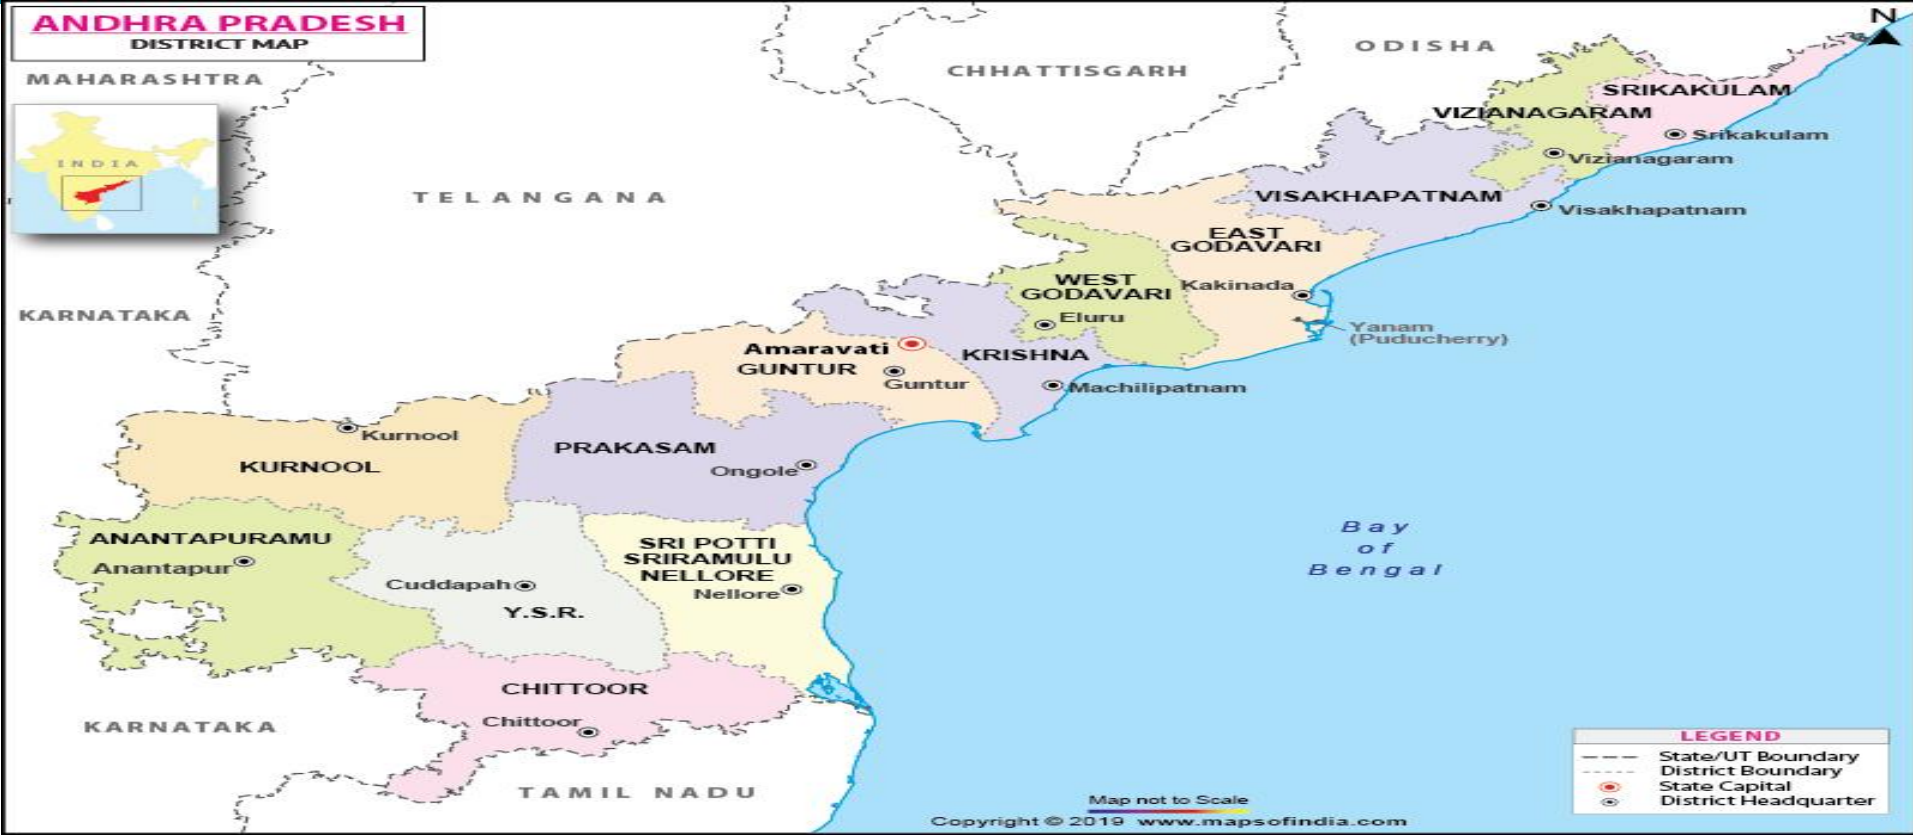 ANDHRA PRADESH
DISTRICT MAP
N
MAHARASHTRA
CHHATTISGARH
ODISHA
INDIA
TELANGANA
SRIKAKULAM
VIZIANAGARAM
Srikakulam
Vizianagaram
VISAKHAPATNAM
Visakhapatnam
EAST
GODAVARI
WEST
GODAVARI
Kakinada
Eluru
Yanam
(Puducherry)
KARNATAKA
Amaravati
KRISHNA
GUNTUR
Guntur
Machilipatnam
Kurnool
KURNOOL
PRAKASAM
Ongole
ANANTAPURAMU
Anantapur
SRI POTTI
SRIRAMULU
NELLORE
Nellore
Cuddapah
Y.S.R.
Bay
of
Bengal
CHITTOOR
Chittoor
KARNATAKA
TAMIL NADU
LEGEND
State/UT Boundary
District Boundary
State Capital
District Headquarter
Map not to Scale
Copyright © 2019 www.mapsofindia.com